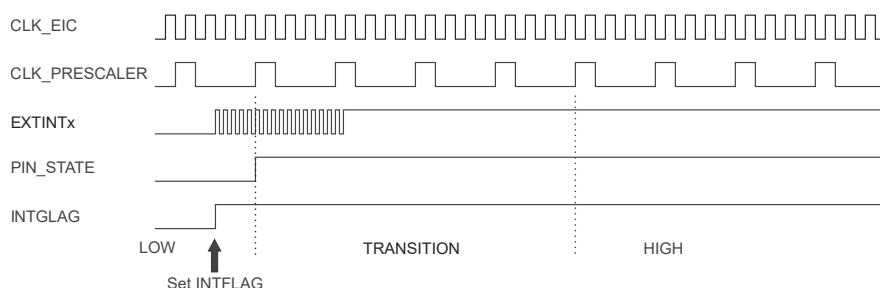 CLK_EIC
CLK_PRESCALER
EXTINTx
PIN_STATE
INTGLAG
LOW TRANSITION HIGH
Set INTFLAG